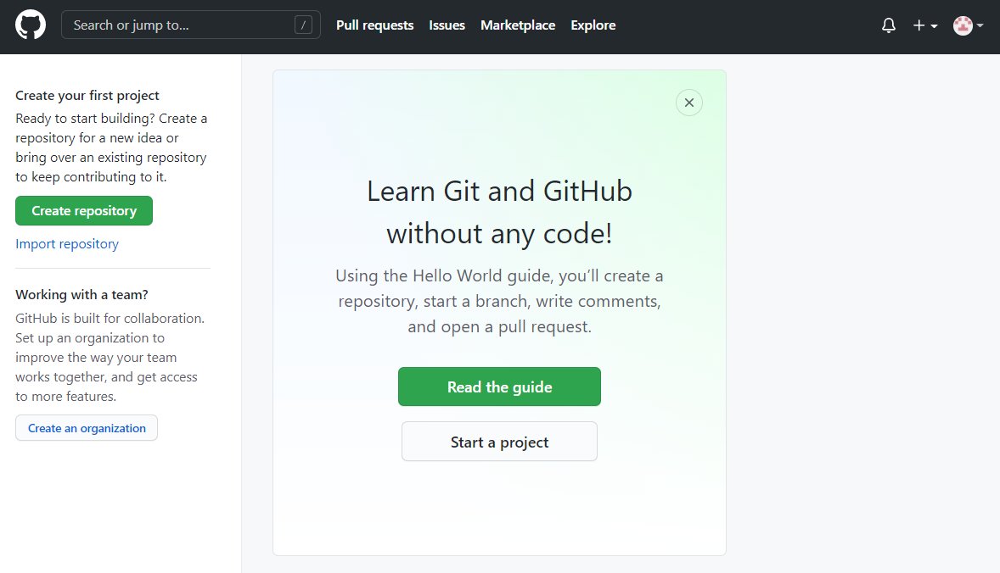 Search or jump to...
/
Pull requests
Issues
Marketplace
Explore
Create your first project
Ready to start building? Create a
repository for a new idea or
bring over an existing repository
to keep contributing to it.
Create repository
Import repository
Working with a team?
GitHub is built for collaboration.
Set up an organization to
improve the way your team
works together, and get access
to more features.
Create an organization
Learn Git and GitHub
without any code!
Using the Hello World guide, you’ll create a
repository, start a branch, write comments,
and open a pull request.
Read the guide
Start a project